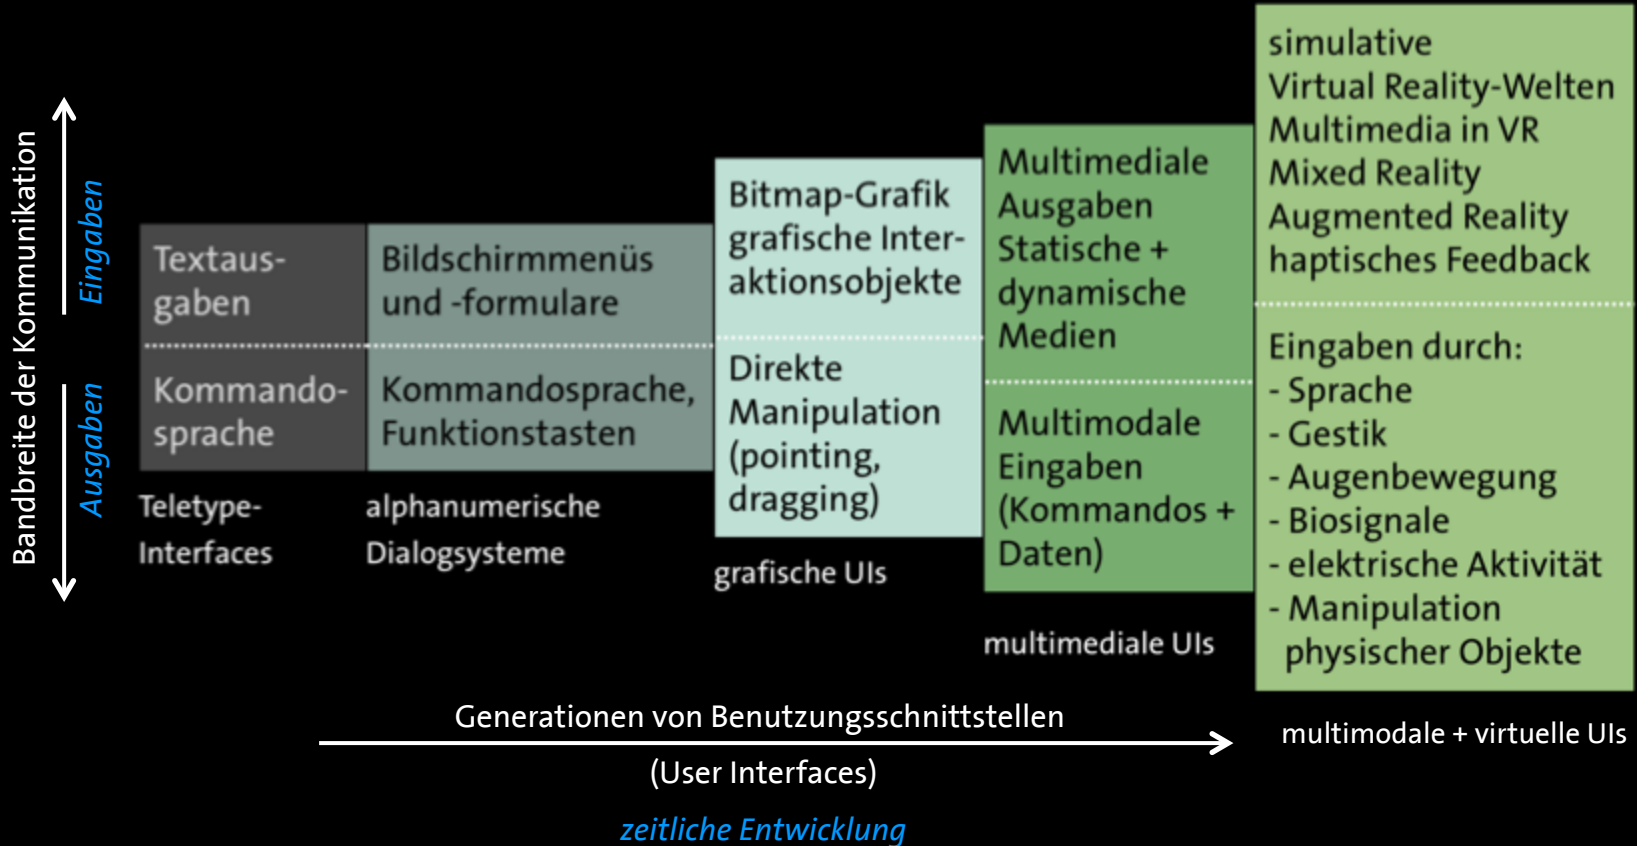 Bandbreite der Kommunikation
Eingaben
Ausgaben
Textaus-
gaben
Kommando-
sprache
Teletype-
Interfaces
Bildschirmmenüs
und -formulare
Kommandosprache,
Funktionstasten
alphanumerische
Dialogsysteme
Bitmap-Grafik
grafische Inter-
aktionsobjekte
Direkte
Manipulation
(pointing,
dragging)
grafische UIs
Multimediale
Ausgaben
Statische +
dynamische
Medien
Multimodale
Eingaben
(Kommandos +
Daten)
multimediale UIs
simulative
Virtual Reality-Welten
Multimedia in VR
Mixed Reality
Augmented Reality
haptisches Feedback
Eingaben durch:
- Sprache
- Gestik
- Augenbewegung
- Biosignale
- elektrische Aktivität
- Manipulation
physischer Objekte
multimodale + virtuelle UIs
Generationen von Benutzungsschnittstellen
(User Interfaces)
zeitliche Entwicklung